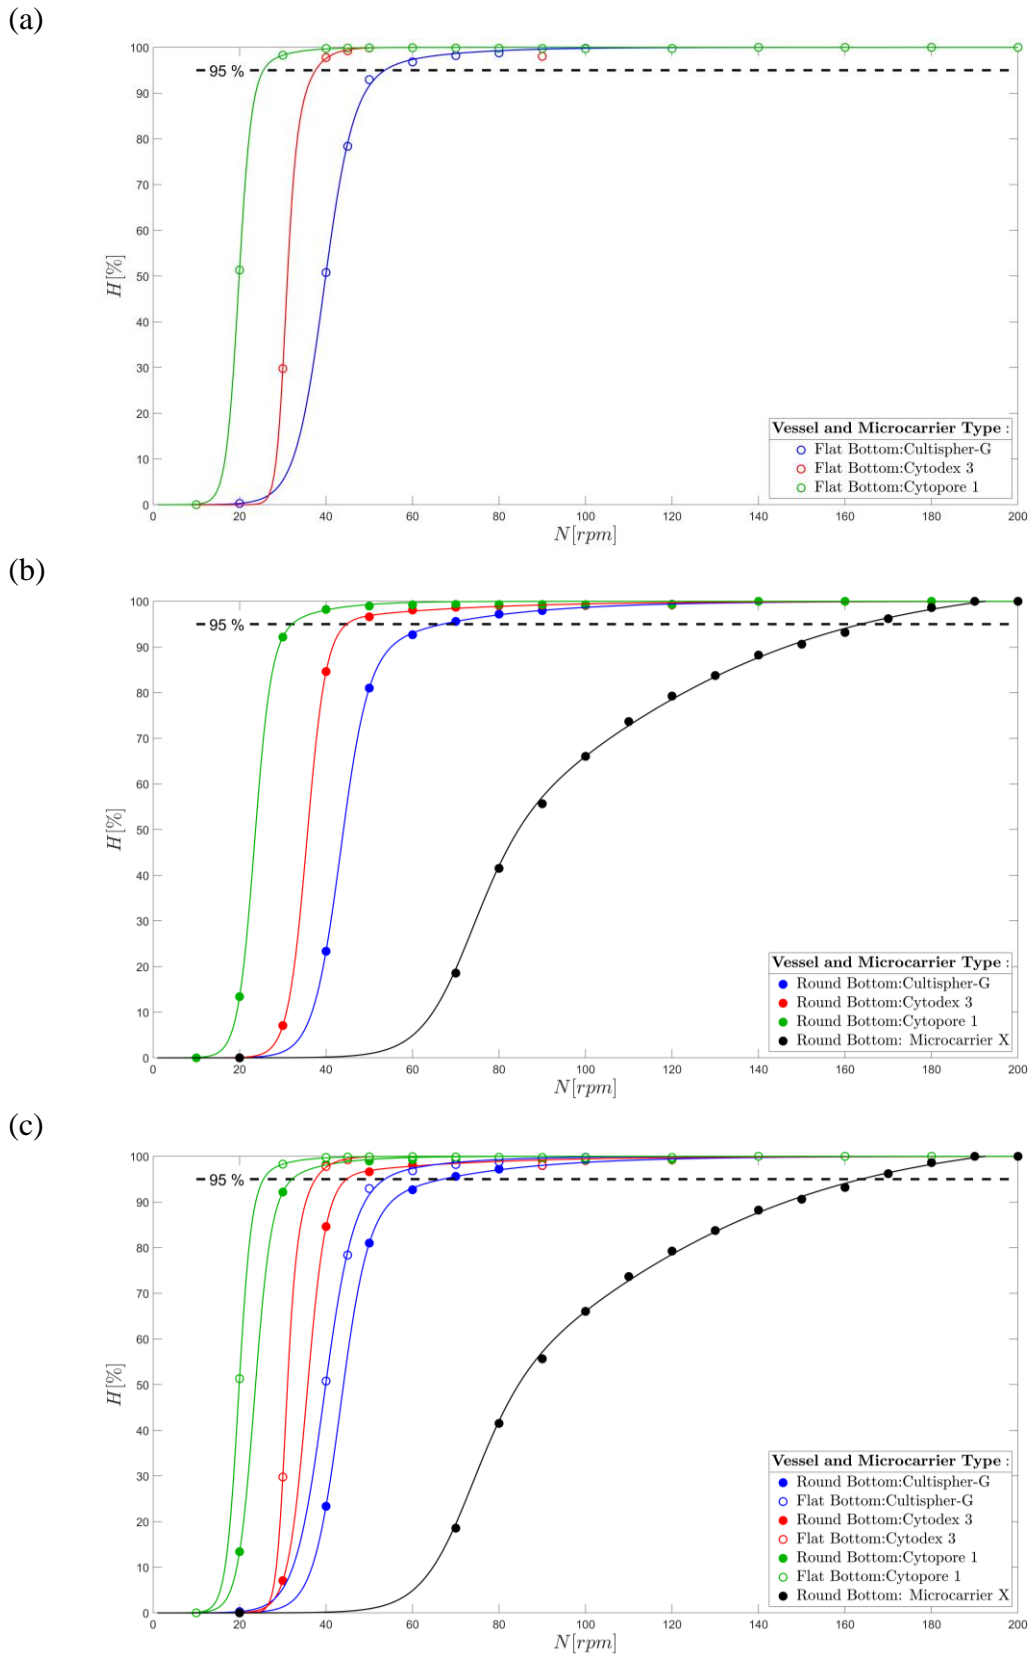 (a)
100
90
80
70
60
50
40
30
20
10
0
H[%]
95 %
Vessel and Microcarrier Type :
Flat Bottom:Cultispher-G
Flat Bottom:Cytodex 3
Flat Bottom:Cytopore 1
0 20 40 60 80 100 120 140 160 180 200
N[rpm]
(b)
100
90
80
70
60
50
40
30
20
10
0
H[%]
95 %
Vessel and Microcarrier Type :
Round Bottom:Cultispher-G
Round Bottom:Cytodex 3
Round Bottom:Cytopore 1
Round Bottom: Microcarrier X
0 20 40 60 80 100 120 140 160 180 200
N[rpm]
(c)
100
90
80
70
60
50
40
30
20
10
0
H[%]
95 %
Vessel and Microcarrier Type :
Round Bottom:Cultispher-G
Flat Bottom:Cultispher-G
Round Bottom:Cytodex 3
Flat Bottom:Cytodex 3
Round Bottom:Cytopore 1
Flat Bottom:Cytopore 1
Round Bottom: Microcarrier X
0 20 40 60 80 100 120 140 160 180 200
N[rpm]